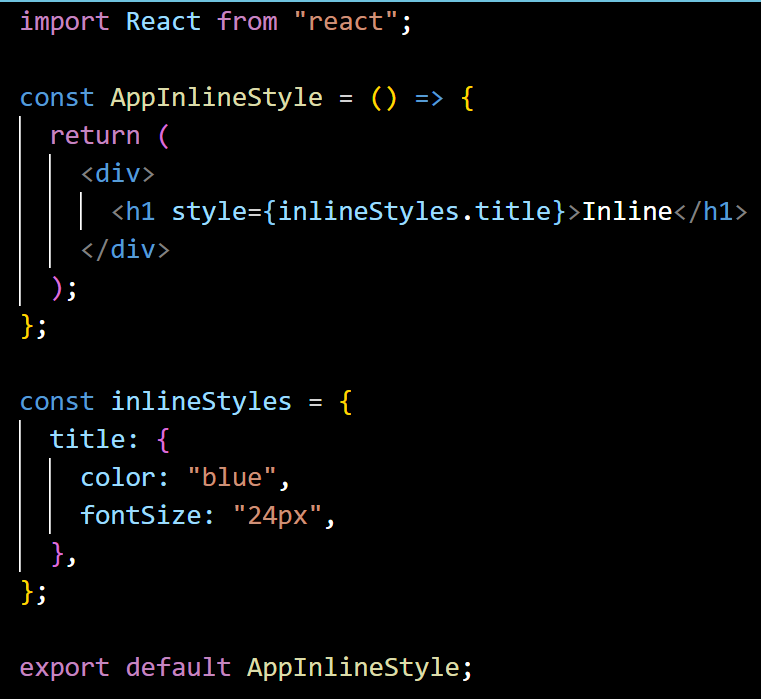 import React from "react";

const AppInlineStyle = () => {
  return (
    <div>
      <h1 style={inlineStyles.title}>Inline</h1>
    </div>
  );
};

const inlineStyles = {
  title: {
    color: "blue",
    fontSize: "24px",
  },
};

export default AppInlineStyle;